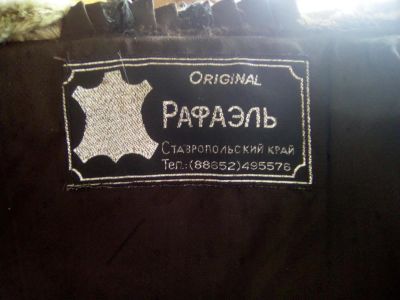 ORIGINAL
РАФАЭЛЬ
СТАВРОПОЛЬСКИЙ КРАЙ
ТЕЛ.:(88652)495576